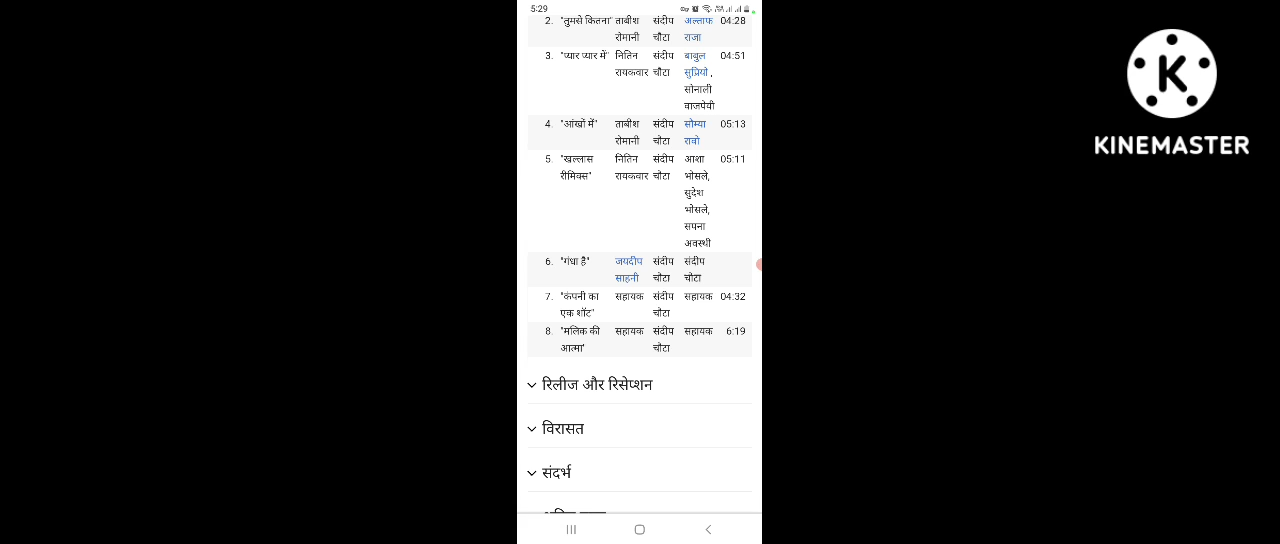 5:29
2. "तुमसे कितना" ताबीश रोमानी संदीप चौटा अल्ताफ राजा 04:28
3. "प्यार प्यार में" नितिन रायकवार संदीप चौटा बाबुल सुप्रियो , सोनाली वाजपेयी 04:51
4. "आंखों में" ताबीश रोमानी संदीप चौटा सोम्या रावो 05:13
5. "खल्लास रीमिक्स" नितिन रायकवार संदीप चौटा आशा भोसले, सुदेश भोसले, सपना अवस्थी 05:11
6. "गंधा है" जयदीप साहनी संदीप चौटा संदीप चौटा
7. "कंपनी का एक शॉट" सहायक संदीप चौटा सहायक 04:32
8. "मलिक की आत्मा' सहायक संदीप चौटा सहायक 6:19
रिलीज और रिसेप्शन
विरासत
संदर्भ
KINEMASTER